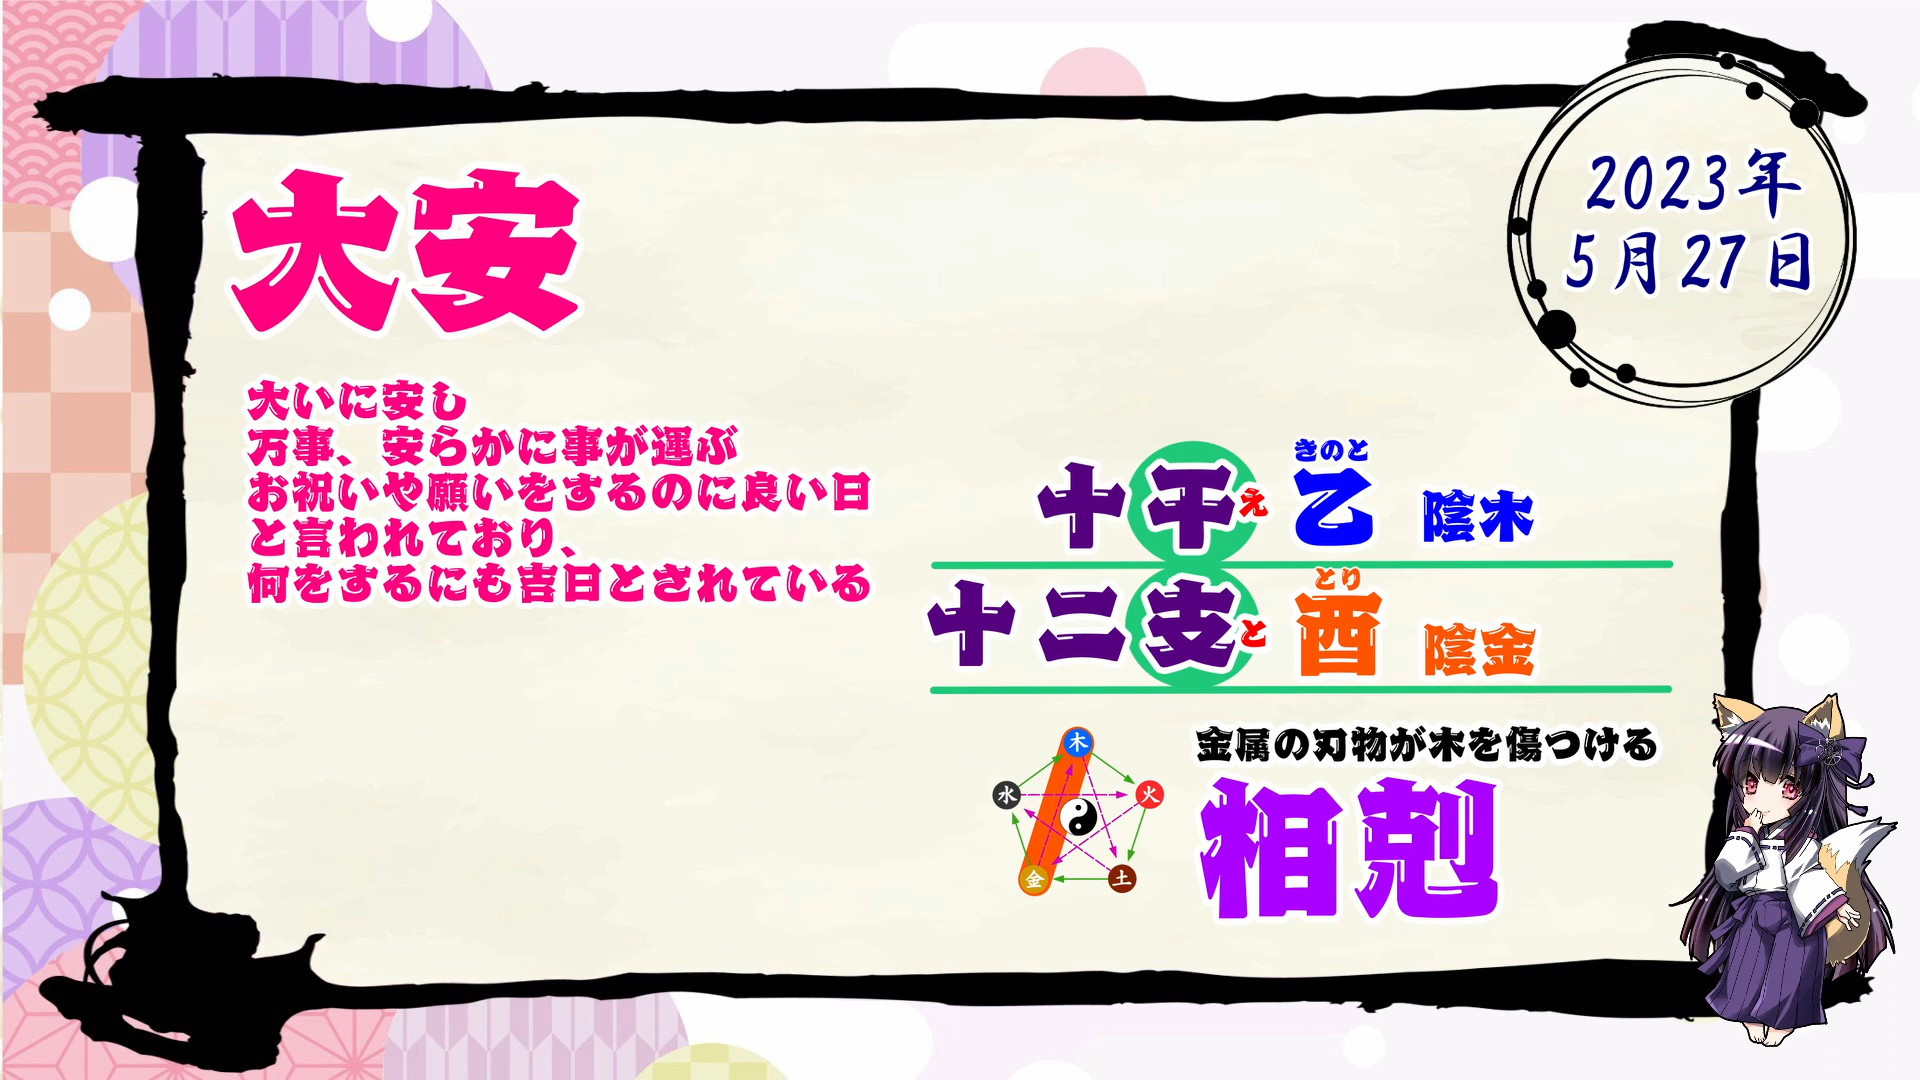 2023年
5月27日
大安
大いに安し
万事、安らかに事が運ぶ
お祝いや願いをするのに良い日
と言われており、
何をするにも吉日とされている
きのと
十干え 乙 陰木
とり
十二支と 酉 陰金
金属の刃物が木を傷つける
相剋
木
水
火
金
土